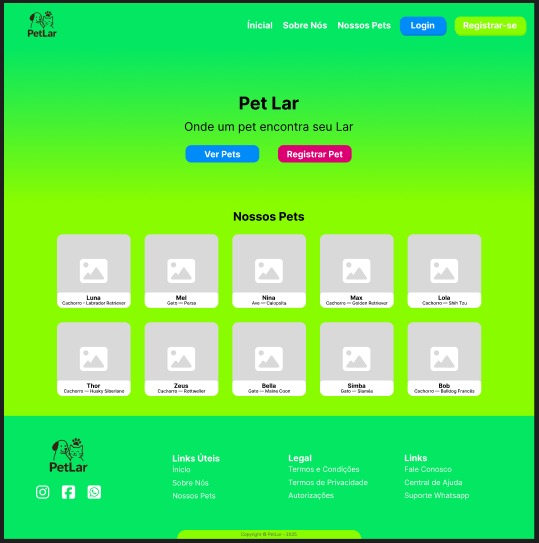 PetLar
Ínicial Sobre Nós Nossos Pets Login Registrar-se
Pet Lar
Onde um pet encontra seu Lar
Ver Pets Registrar Pet
Nossos Pets
Luna
Cachorro - Labrador Retriever
Mel
Gato — Persa
Nina
Ave — Calopsita
Max
Cachorro — Golden Retriever
Lola
Cachorro — Shih Tzu
Thor
Cachorro — Husky Siberiano
Zeus
Cachorro — Rottweiler
Bella
Gato — Maine Coon
Simba
Gato — Siamês
Bob
Cachorro — Bulldog Francês
PetLar
Links Úteis
Ínicio
Sobre Nós
Nossos Pets
Legal
Termos e Condições
Termos de Privacidade
Autorizações
Links
Fale Conosco
Central de Ajuda
Suporte Whatsapp
Copyright © PetLar - 2025